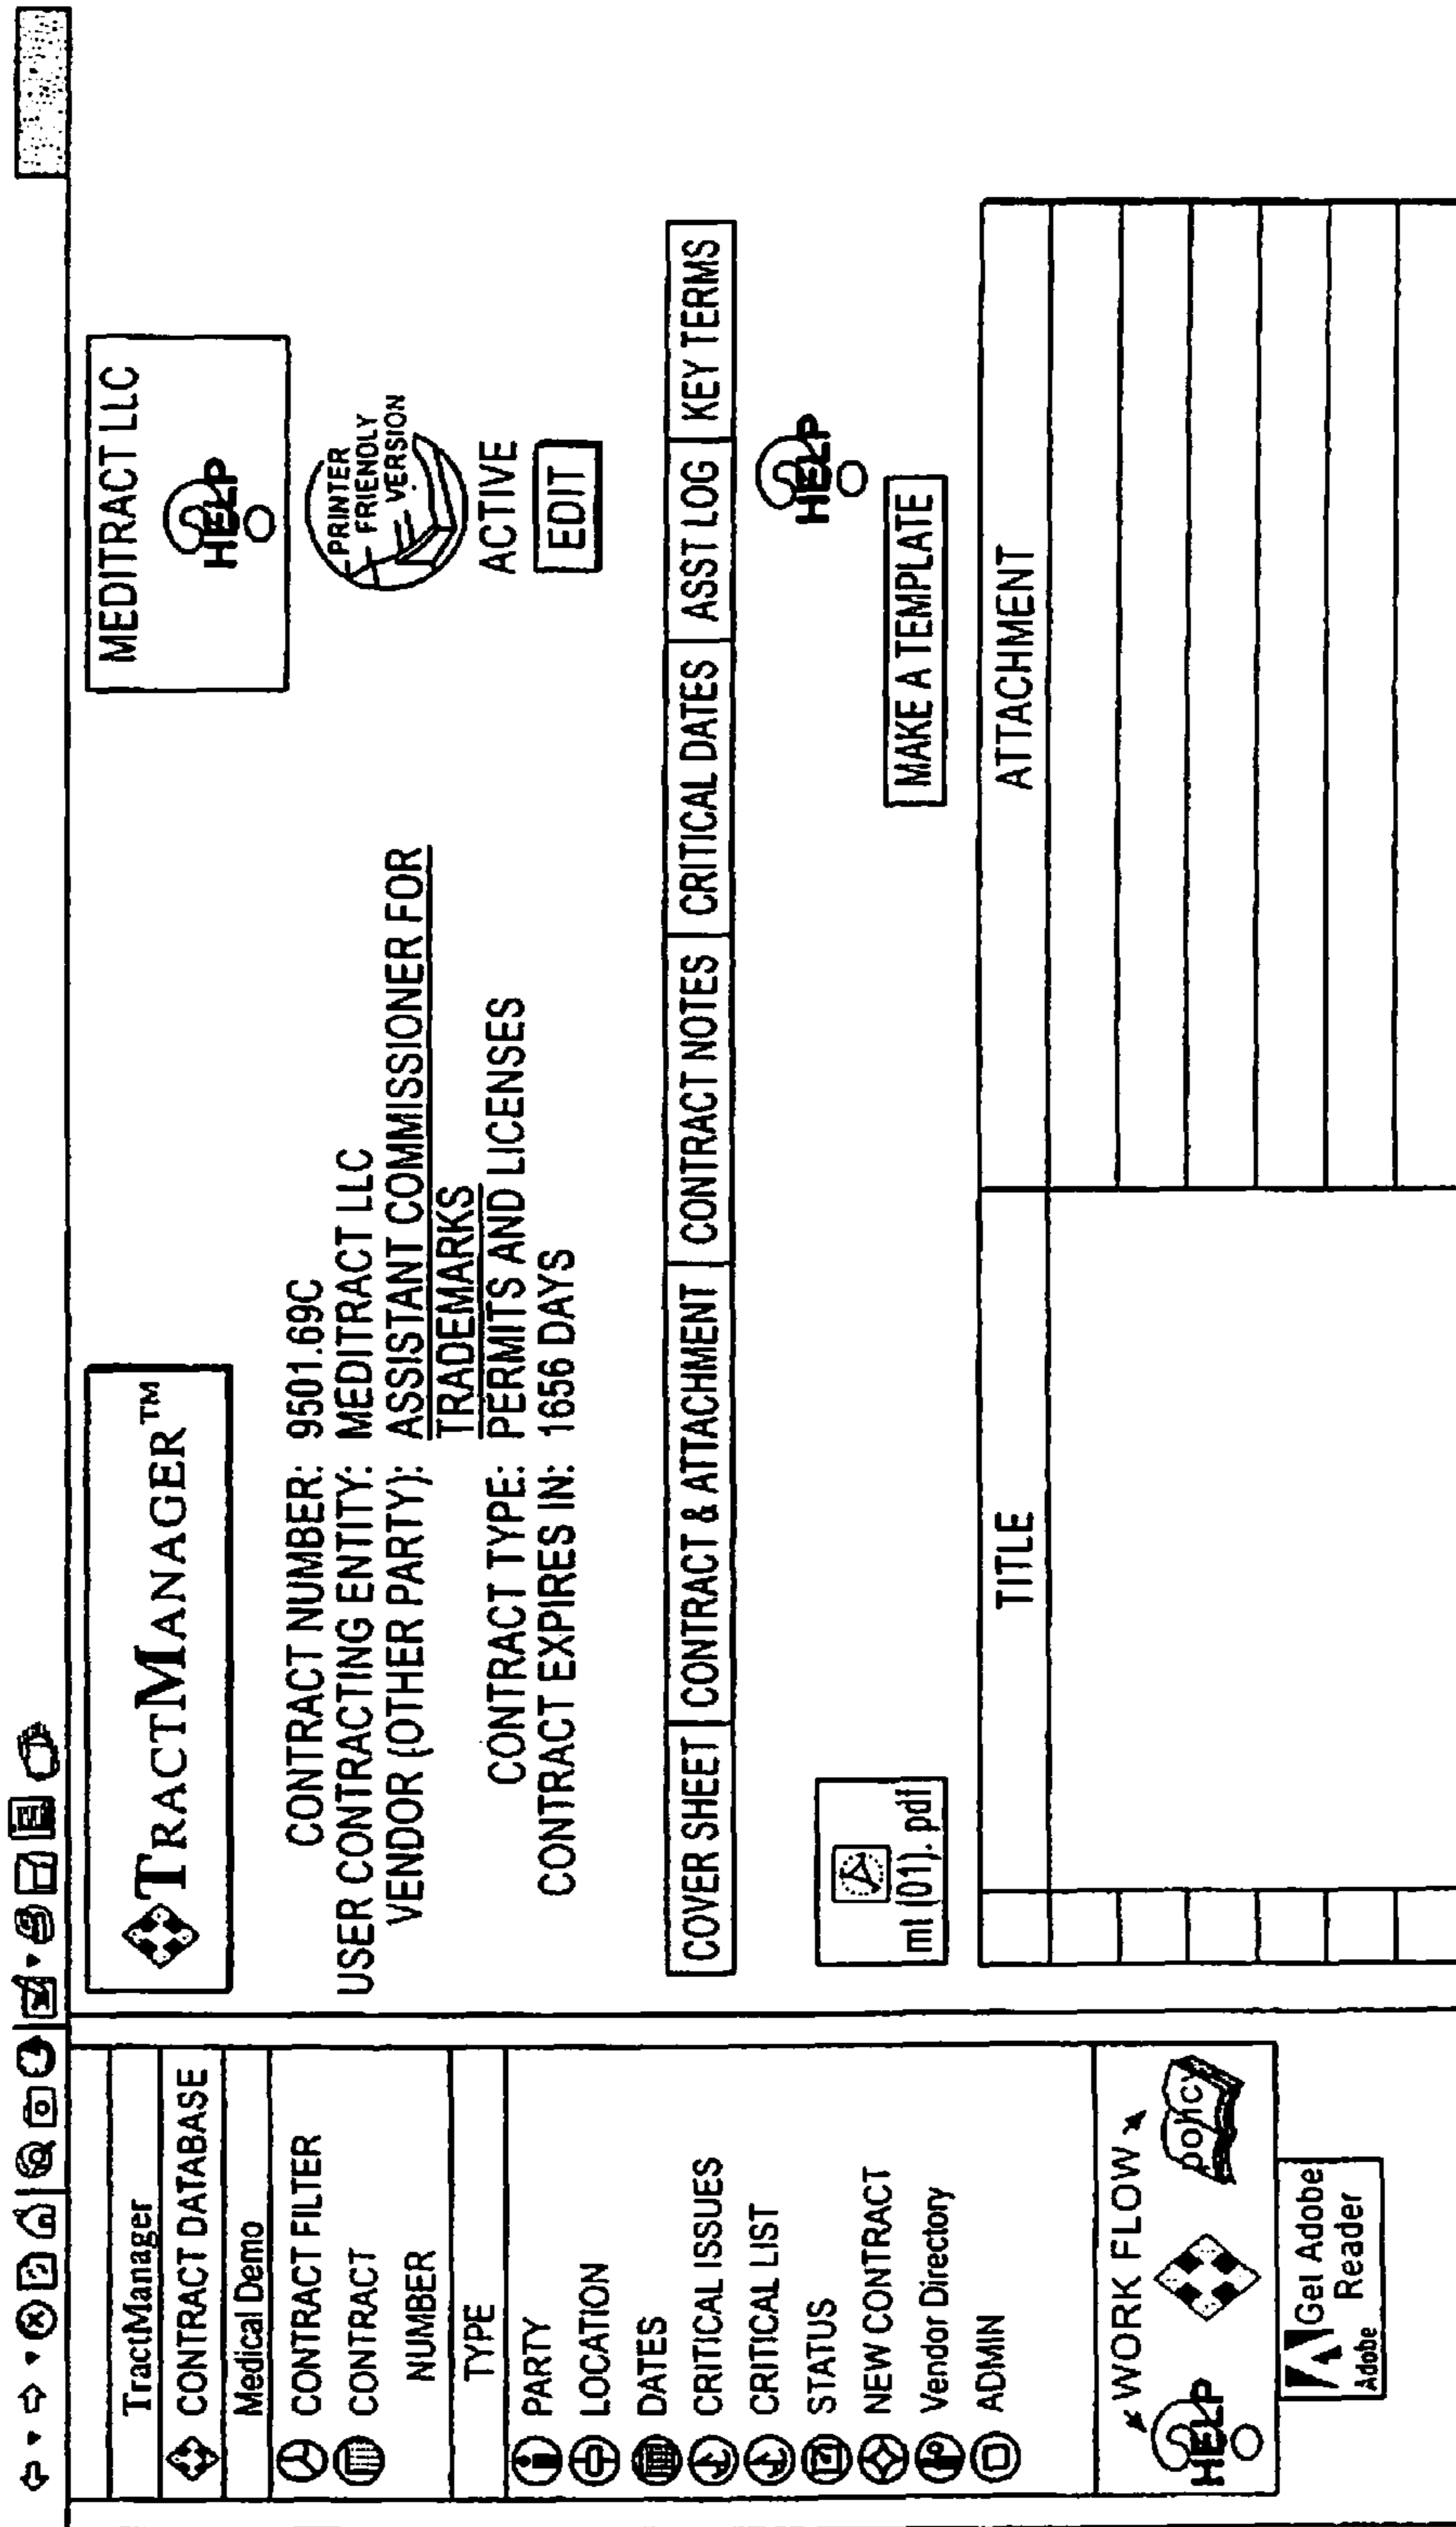 TractManager
CONTRACT DATABASE
Medical Demo
CONTRACT FILTER
CONTRACT
NUMBER
TYPE
PARTY
LOCATION
DATES
CRITICAL ISSUES
CRITICAL LIST
STATUS
NEW CONTRACT
Vendor Directory
ADMIN
WORK FLOW
HELP
policy
Get Adobe
Reader
Adobe
TRACTMANAGER™
MEDITRACT LLC
HELP
CONTRACT NUMBER: 9501.69C
USER CONTRACTING ENTITY: MEDITRACT LLC
VENDOR (OTHER PARTY): ASSISTANT COMMISSIONER FOR
TRADEMARKS
CONTRACT TYPE: PERMITS AND LICENSES
CONTRACT EXPIRES IN: 1656 DAYS
PRINTER
FRIENDLY
VERSION
ACTIVE
EDIT
COVER SHEET CONTRACT & ATTACHMENT CONTRACT NOTES CRITICAL DATES ASST LOG KEY TERMS
HELP
mt (01). pdf
MAKE A TEMPLATE
TITLE ATTACHMENT